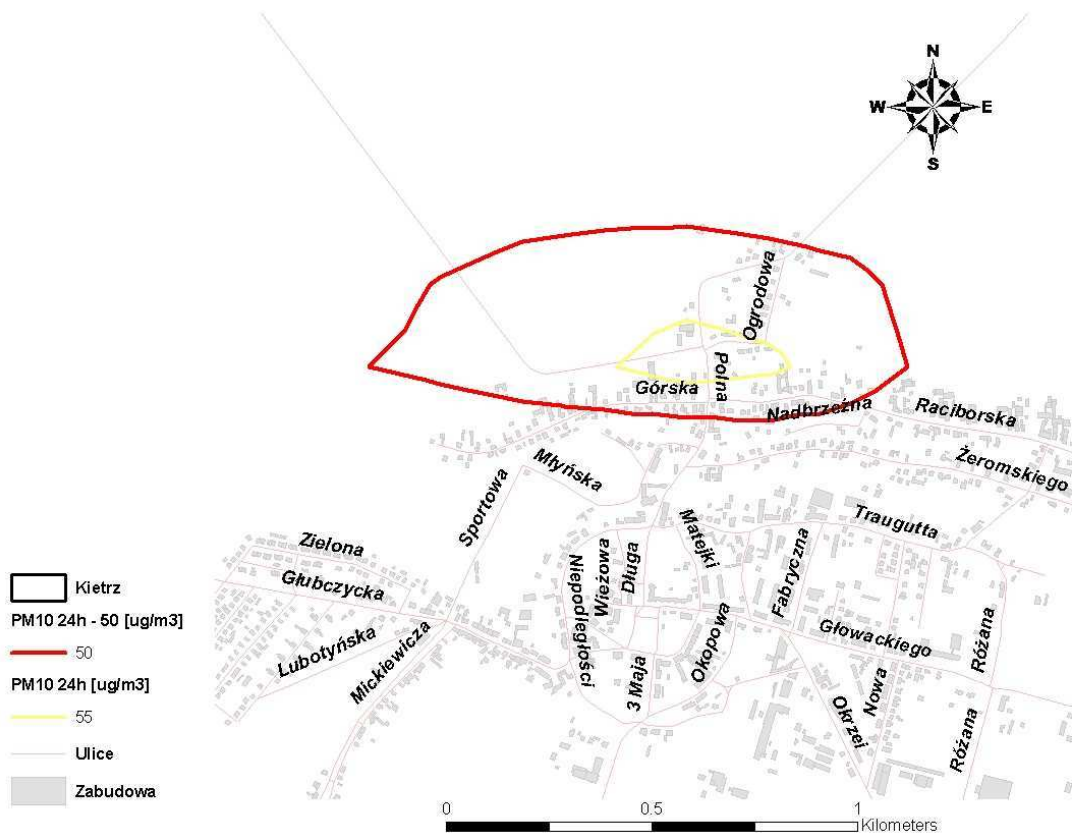 N
W E
S
Ogrodowa
Polna
Górska
Nadbrzeźna
Raciborska
Żeromskiego
Młyńska
Sportowa
Traugutta
Matejki
Fabryczna
Zielona
Głubczycka
Niepodległości
Wieżowa
Długa
Lubotyńska
Mickiewicza
3 Maja
Okopowa
Głowackiego
Różana
Nowa
Okrzei
Różana
Kietrz
PM10 24h - 50 [ug/m3]
50
PM10 24h [ug/m3]
55
Ulice
Zabudowa
0 0.5 1
Kilometers